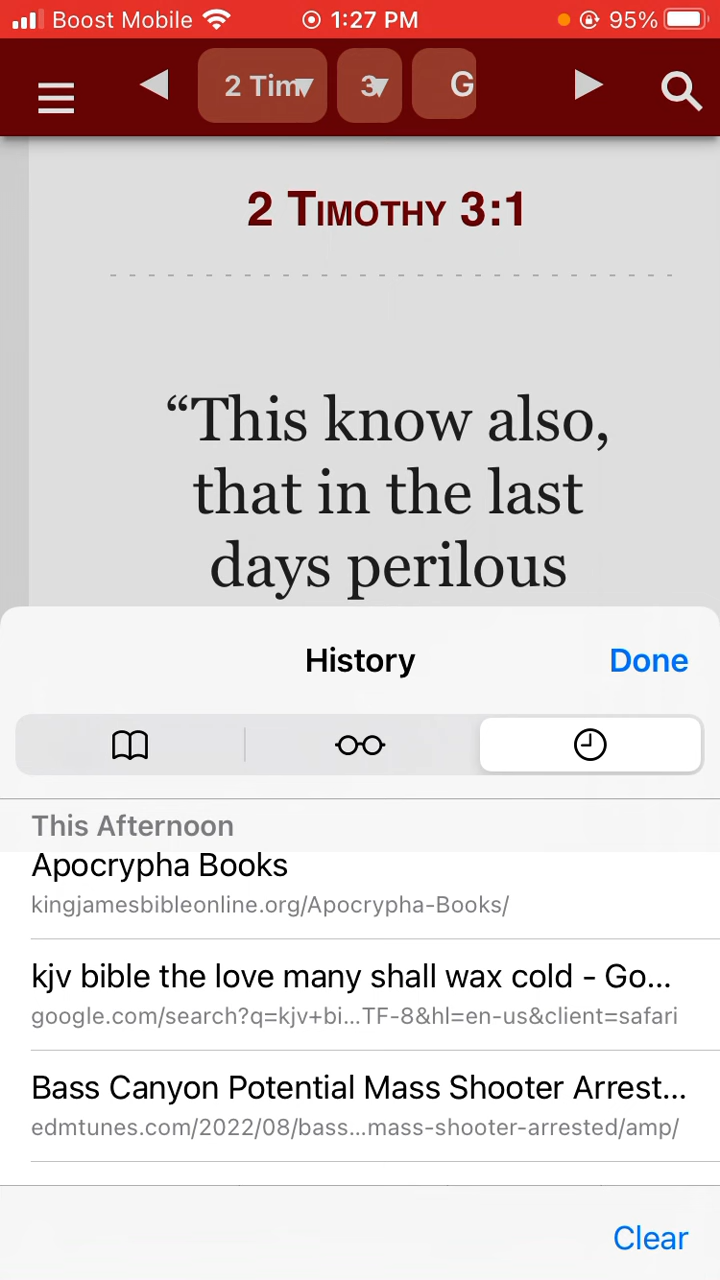 Boost Mobile 1:27 PM 95%
2 Tim 3 G
2 Timothy 3:1
“This know also,
that in the last
days perilous
History Done
This Afternoon
Apocrypha Books
kingjamesbibleonline.org/Apocrypha-Books/
kjv bible the love many shall wax cold - Go...
google.com/search?q=kjv+bi...TF-8&hl=en-us&client=safari
Bass Canyon Potential Mass Shooter Arrest...
edmtunes.com/2022/08/bass...mass-shooter-arrested/amp/
Clear